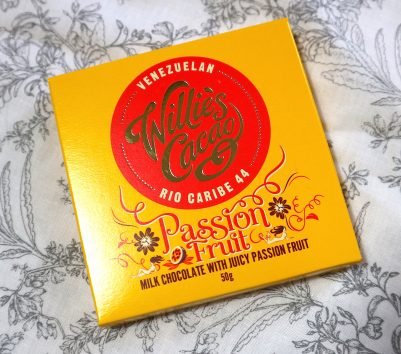 VENEZUELAN
Willie's
Cacao
RIO CARIBE 44
Passion
Fruit
MILK CHOCOLATE WITH JUICY PASSION FRUIT
50g